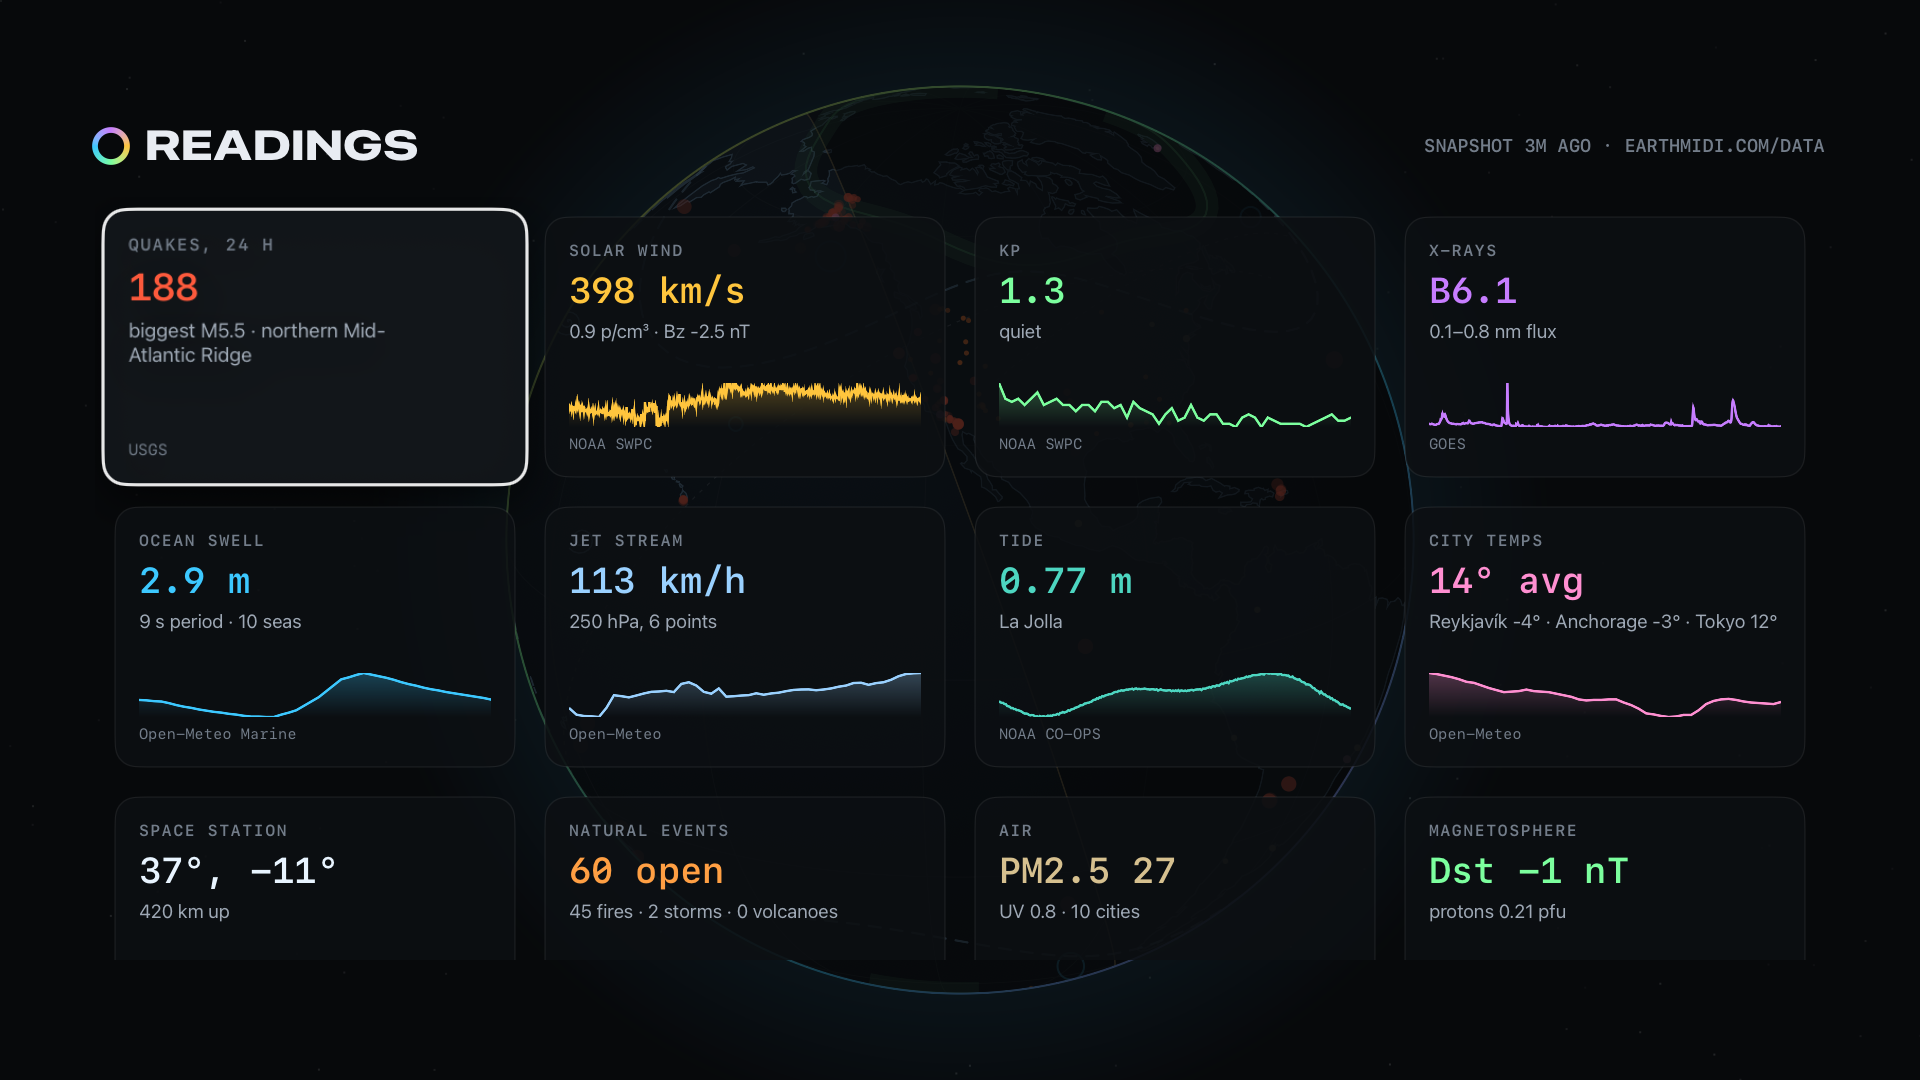 READINGS
SNAPSHOT 3M AGO · EARTHMIDI.COM/DATA
QUAKES, 24 H
188
biggest M5.5 · northern Mid-
Atlantic Ridge
USGS
SOLAR WIND
398 km/s
0.9 p/cm³ · Bz -2.5 nT
NOAA SWPC
KP
1.3
quiet
NOAA SWPC
X-RAYS
B6.1
0.1–0.8 nm flux
GOES
OCEAN SWELL
2.9 m
9 s period · 10 seas
Open-Meteo Marine
JET STREAM
113 km/h
250 hPa, 6 points
Open-Meteo
TIDE
0.77 m
La Jolla
NOAA CO-OPS
CITY TEMPS
14° avg
Reykjavík -4° · Anchorage -3° · Tokyo 12°
Open-Meteo
SPACE STATION
37°, −11°
420 km up
NATURAL EVENTS
60 open
45 fires · 2 storms · 0 volcanoes
AIR
PM2.5 27
UV 0.8 · 10 cities
MAGNETOSPHERE
Dst −1 nT
protons 0.21 pfu